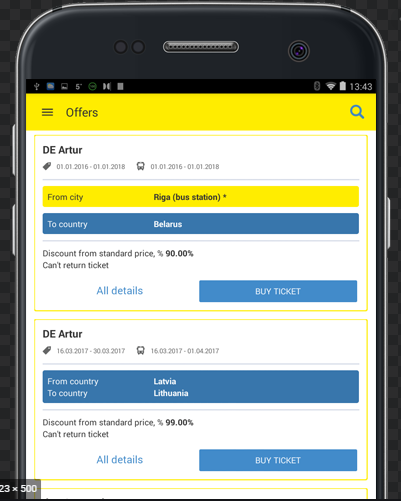 5°
13:43
Offers
DE Artur
01.01.2016 - 01.01.2018 01.01.2016 - 01.01.2018
From city Riga (bus station) *
To country Belarus
Discount from standard price, % 90.00%
Can't return ticket
All details BUY TICKET
DE Artur
16.03.2017 - 30.03.2017 16.03.2017 - 01.04.2017
From country Latvia
To country Lithuania
Discount from standard price, % 99.00%
Can't return ticket
All details BUY TICKET
23 × 500